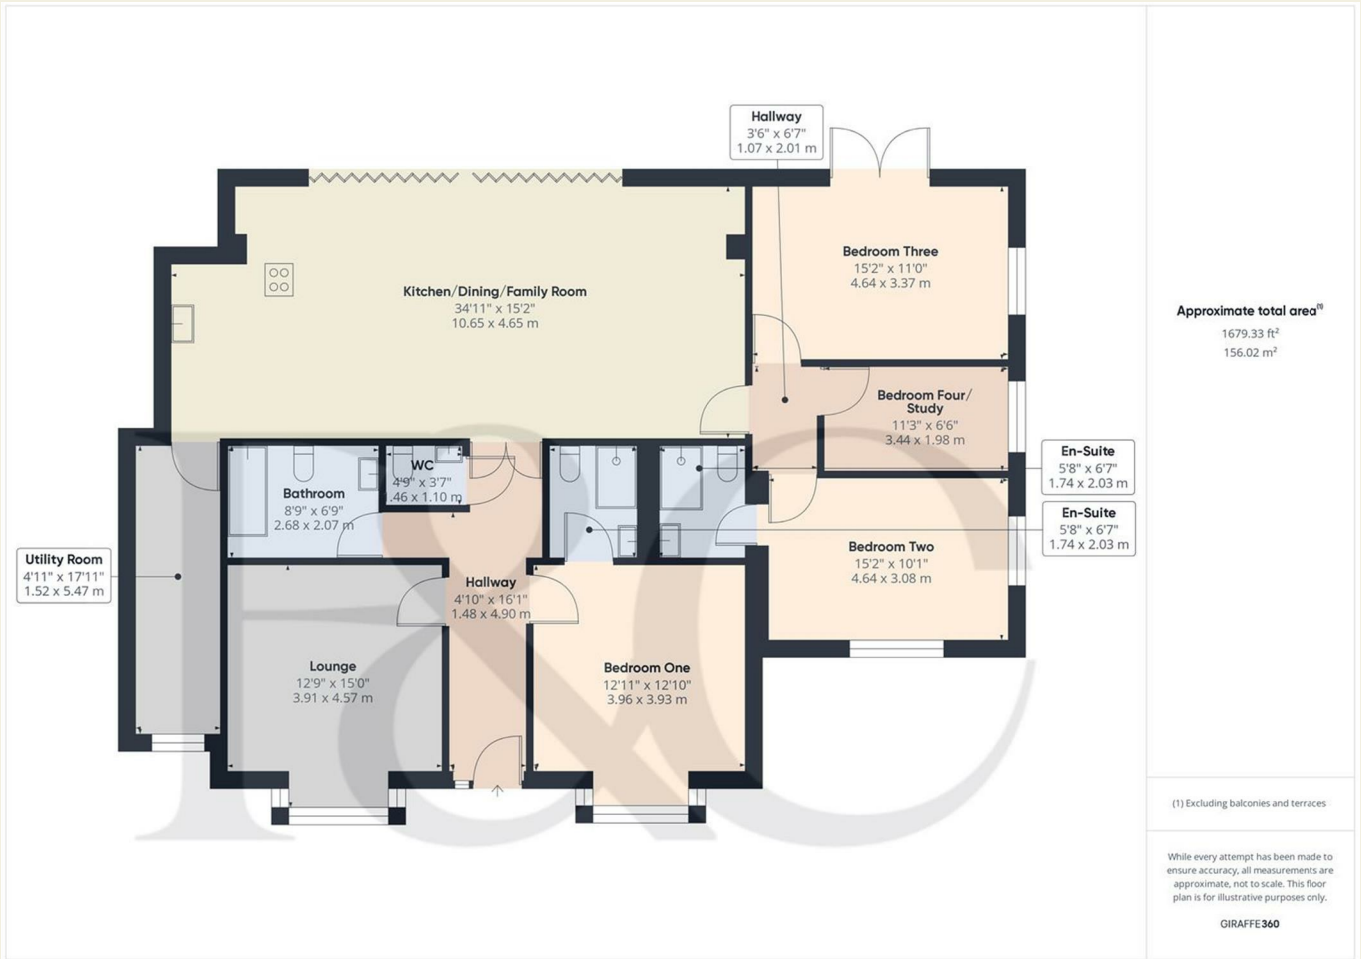 Hallway
3'6" x 6'7"
1.07 x 2.01 m
Bedroom Three
15'2" x 11'0"
4.64 x 3.37 m
Kitchen/Dining/Family Room
34'11" x 15'2"
10.65 x 4.65 m
Approximate total area(1)
1679.33 ft²
156.02 m²
Bedroom Four/
Study
11'3" x 6'6"
3.44 x 1.98 m
En-Suite
5'8" x 6'7"
1.74 x 2.03 m
WC
4'9" x 3'7"
1.46 x 1.10 m
Bathroom
8'9" x 6'9"
2.68 x 2.07 m
En-Suite
5'8" x 6'7"
1.74 x 2.03 m
Utility Room
4'11" x 17'11"
1.52 x 5.47 m
Bedroom Two
15'2" x 10'1"
4.64 x 3.08 m
Hallway
4'10" x 16'1"
1.48 x 4.90 m
Lounge
12'9" x 15'0"
3.91 x 4.57 m
Bedroom One
12'11" x 12'10"
3.96 x 3.93 m
F&C
(1) Excluding balconies and terraces
While every attempt has been made to
ensure accuracy, all measurements are
approximate, not to scale. This floor
plan is for illustrative purposes only.
GIRAFFE360